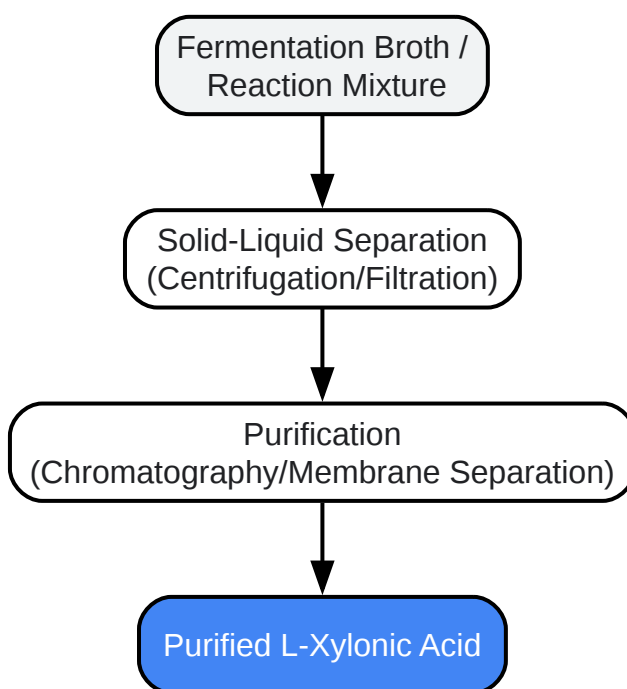 Fermentation Broth /
Reaction Mixture
Solid-Liquid Separation
(Centrifugation/Filtration)
Purification
(Chromatography/Membrane Separation)
Purified L-Xylonic Acid